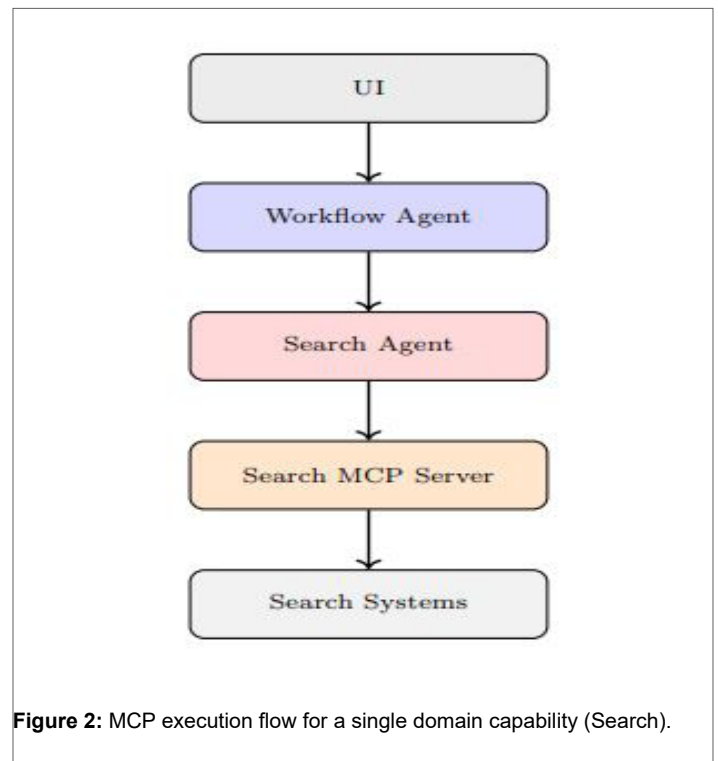 UI
Workflow Agent
Search Agent
Search MCP Server
Search Systems
Figure 2: MCP execution flow for a single domain capability (Search).